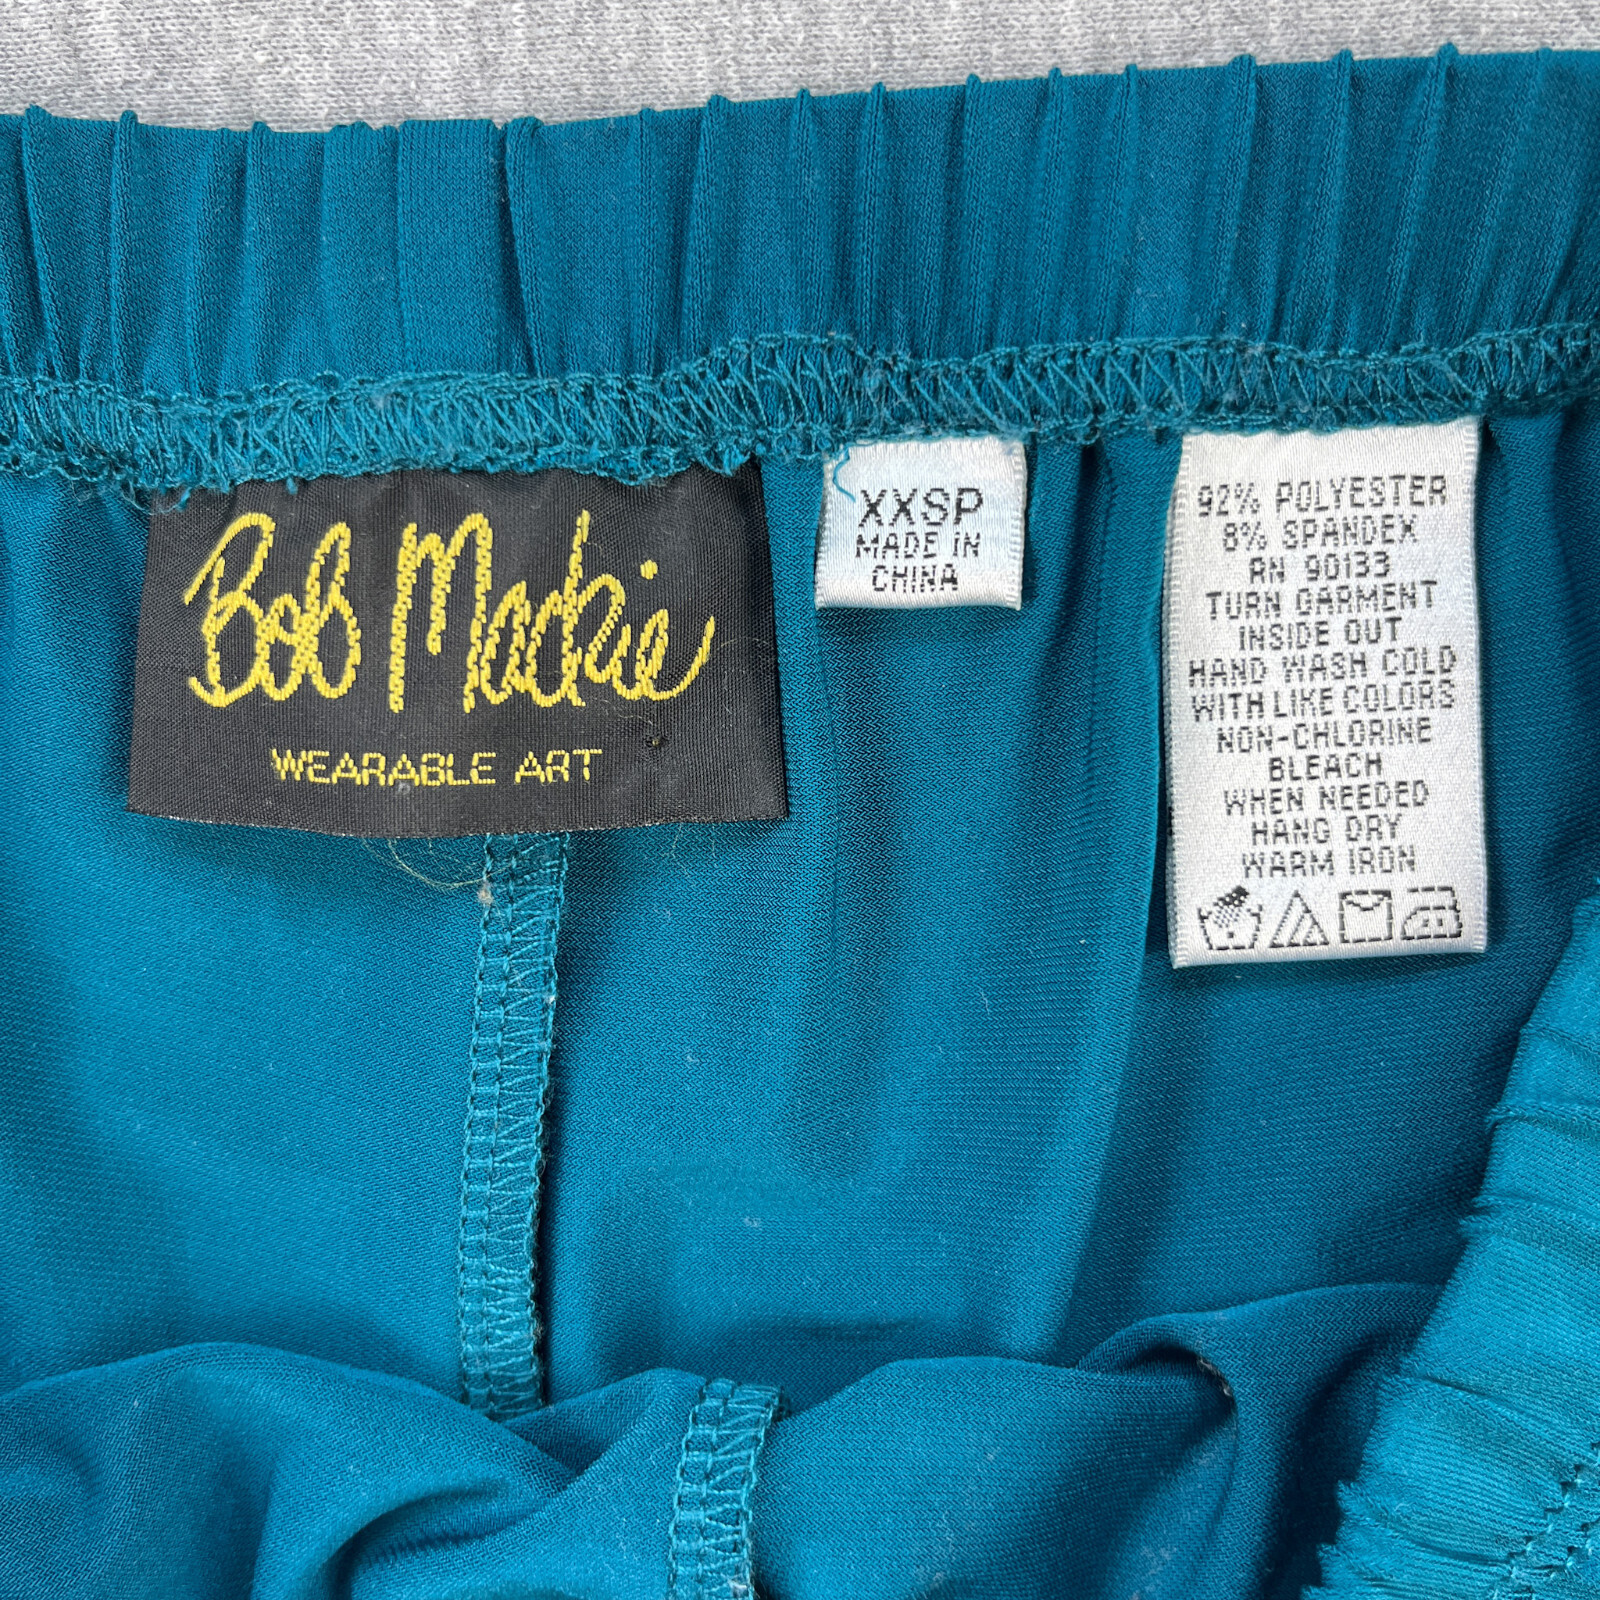 Bob Mackie
WEARABLE ART
XXSP
MADE IN
CHINA
92% POLYESTER
8% SPANDEX
RN 90133
TURN GARMENT
INSIDE OUT
HAND WASH COLD
WITH LIKE COLORS
NON-CHLORINE
BLEACH
WHEN NEEDED
HANG DRY
WARM IRON